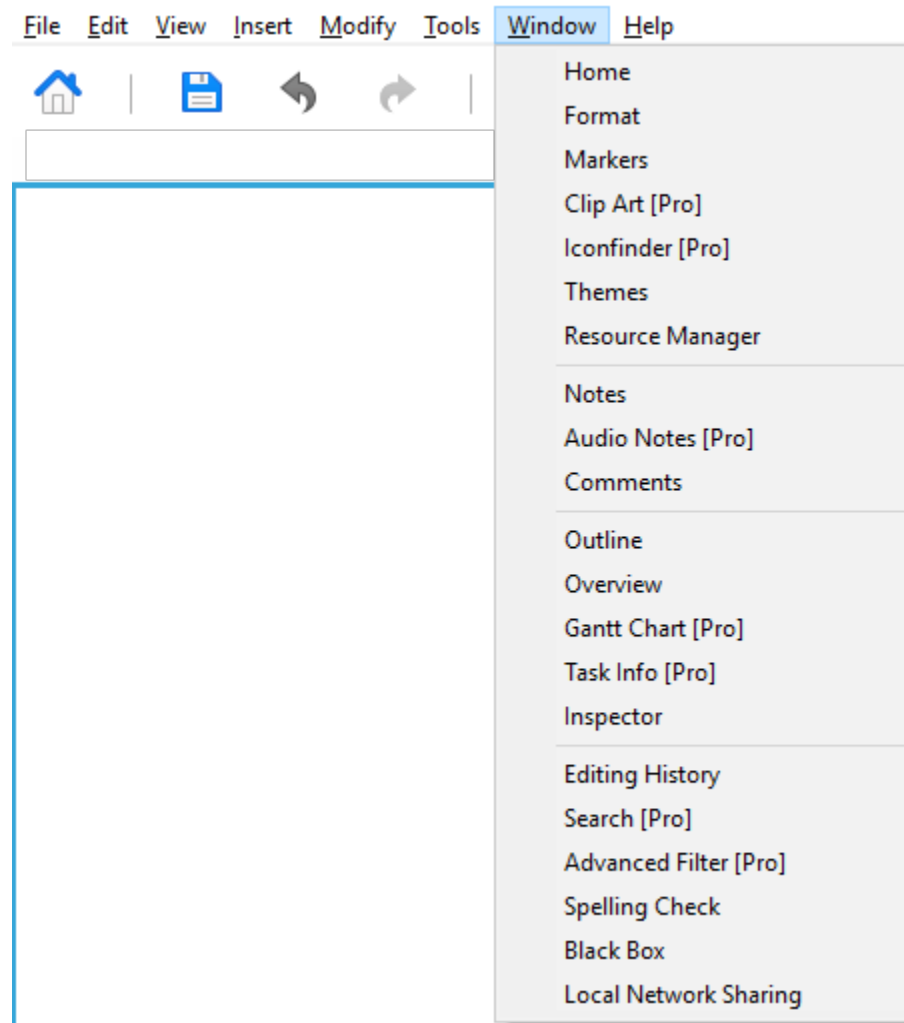 File Edit View Insert Modify Tools Window Help
Home
Format
Markers
Clip Art [Pro]
Iconfinder [Pro]
Themes
Resource Manager
Notes
Audio Notes [Pro]
Comments
Outline
Overview
Gantt Chart [Pro]
Task Info [Pro]
Inspector
Editing History
Search [Pro]
Advanced Filter [Pro]
Spelling Check
Black Box
Local Network Sharing